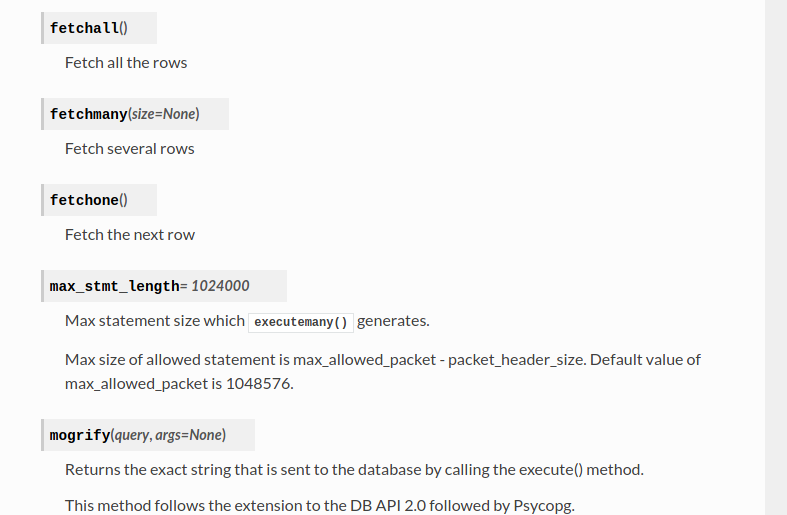 fetchall()
Fetch all the rows
fetchmany(size=None)
Fetch several rows
fetchone()
Fetch the next row
max_stmt_length= 1024000
Max statement size which executemany() generates.
Max size of allowed statement is max_allowed_packet - packet_header_size. Default value of
max_allowed_packet is 1048576.
mogrify(query, args=None)
Returns the exact string that is sent to the database by calling the execute() method.
This method follows the extension to the DB API 2.0 followed by Psycopg.